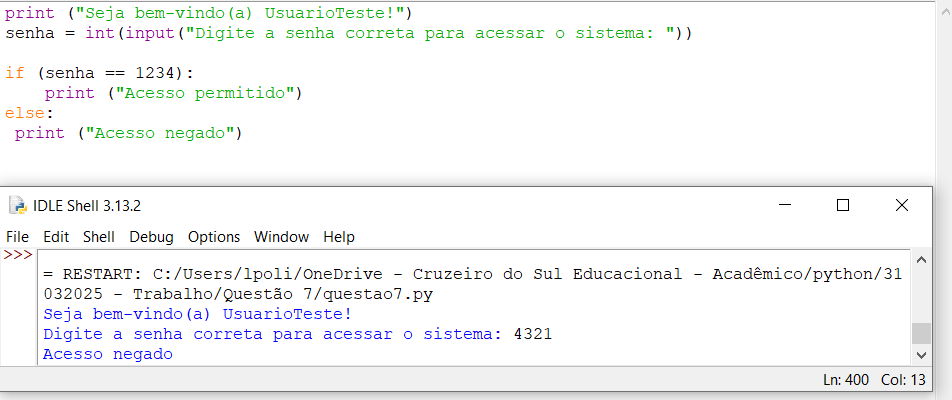 print ("Seja bem-vindo(a) UsuarioTeste!")
senha = int(input("Digite a senha correta para acessar o sistema: "))

if (senha == 1234):
    print ("Acesso permitido")
else:
 print ("Acesso negado")

IDLE Shell 3.13.2
File Edit Shell Debug Options Window Help
>>>
= RESTART: C:/Users/lpoli/OneDrive - Cruzeiro do Sul Educacional - Acadêmico/python/31
032025 - Trabalho/Questão 7/questao7.py
Seja bem-vindo(a) UsuarioTeste!
Digite a senha correta para acessar o sistema: 4321
Acesso negado
Ln: 400 Col: 13